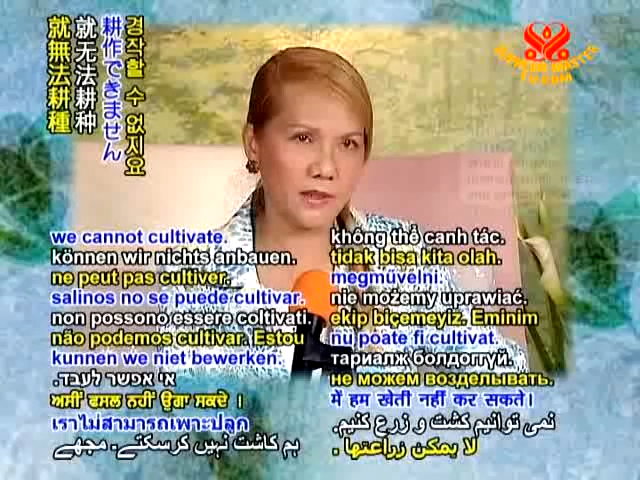 就無法耕種
就无法耕种
耕作できません
경작할 수 없지요
SUPREME MASTER
TV.COM
we cannot cultivate.
können wir nichts anbauen.
ne peut pas cultiver.
salinos no se puede cultivar.
non possono essere coltivati.
não podemos cultivar. Estou
kunnen we niet bewerken.
אי אפשר לעבד.
ਅਸੀਂ ਫਸਲ ਨਹੀਂ ਉਗਾ ਸਕਦੇ ।
เราไม่สามารถเพาะปลูก
ہم کاشت نہیں کرسکتے. مجھے
không thể canh tác.
tidak bisa kita olah.
megművelni.
nie możemy uprawiać.
ekip biçemeyiz. Eminim
nu poate fi cultivat.
тариалж болдоггүй.
не можем возделывать.
में हम खेती नहीं कर सकते।
نمی توانیم کشت و زرع کنیم.
لا يمكن زراعتها .